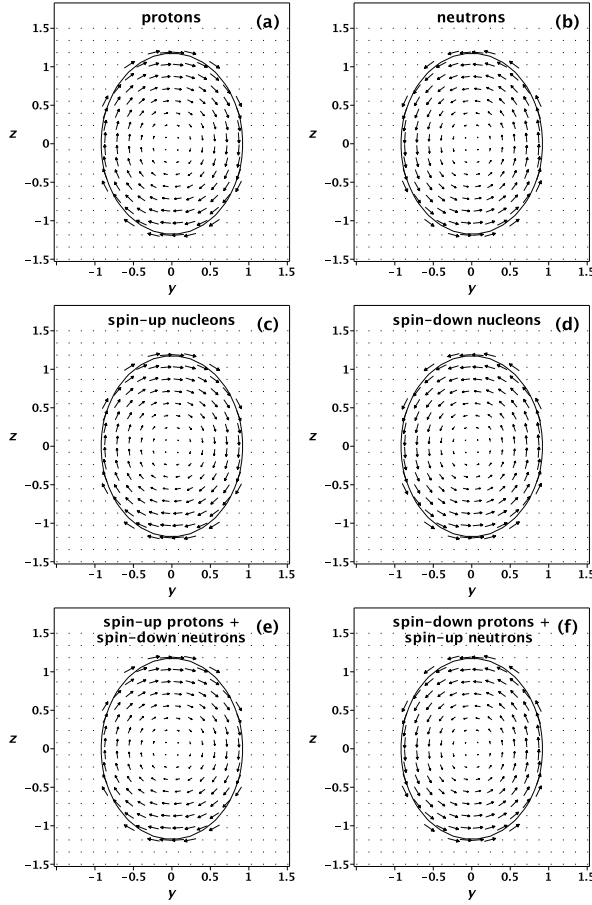 protons (a)
1.5
1
0.5
0
−0.5
−1
−1.5
z
−1 −0.5 0 0.5 1 1.5
y
neutrons (b)
1.5
1
0.5
0
−0.5
−1
−1.5
z
−1 −0.5 0 0.5 1 1.5
y
spin−up nucleons (c)
1.5
1
0.5
0
−0.5
−1
−1.5
z
−1 −0.5 0 0.5 1 1.5
y
spin−down nucleons (d)
1.5
1
0.5
0
−0.5
−1
−1.5
z
−1 −0.5 0 0.5 1 1.5
y
spin−up protons + (e)
spin−down neutrons
1.5
1
0.5
0
−0.5
−1
−1.5
z
−1 −0.5 0 0.5 1 1.5
y
spin−down protons + (f)
spin−up neutrons
1.5
1
0.5
0
−0.5
−1
−1.5
z
−1 −0.5 0 0.5 1 1.5
y